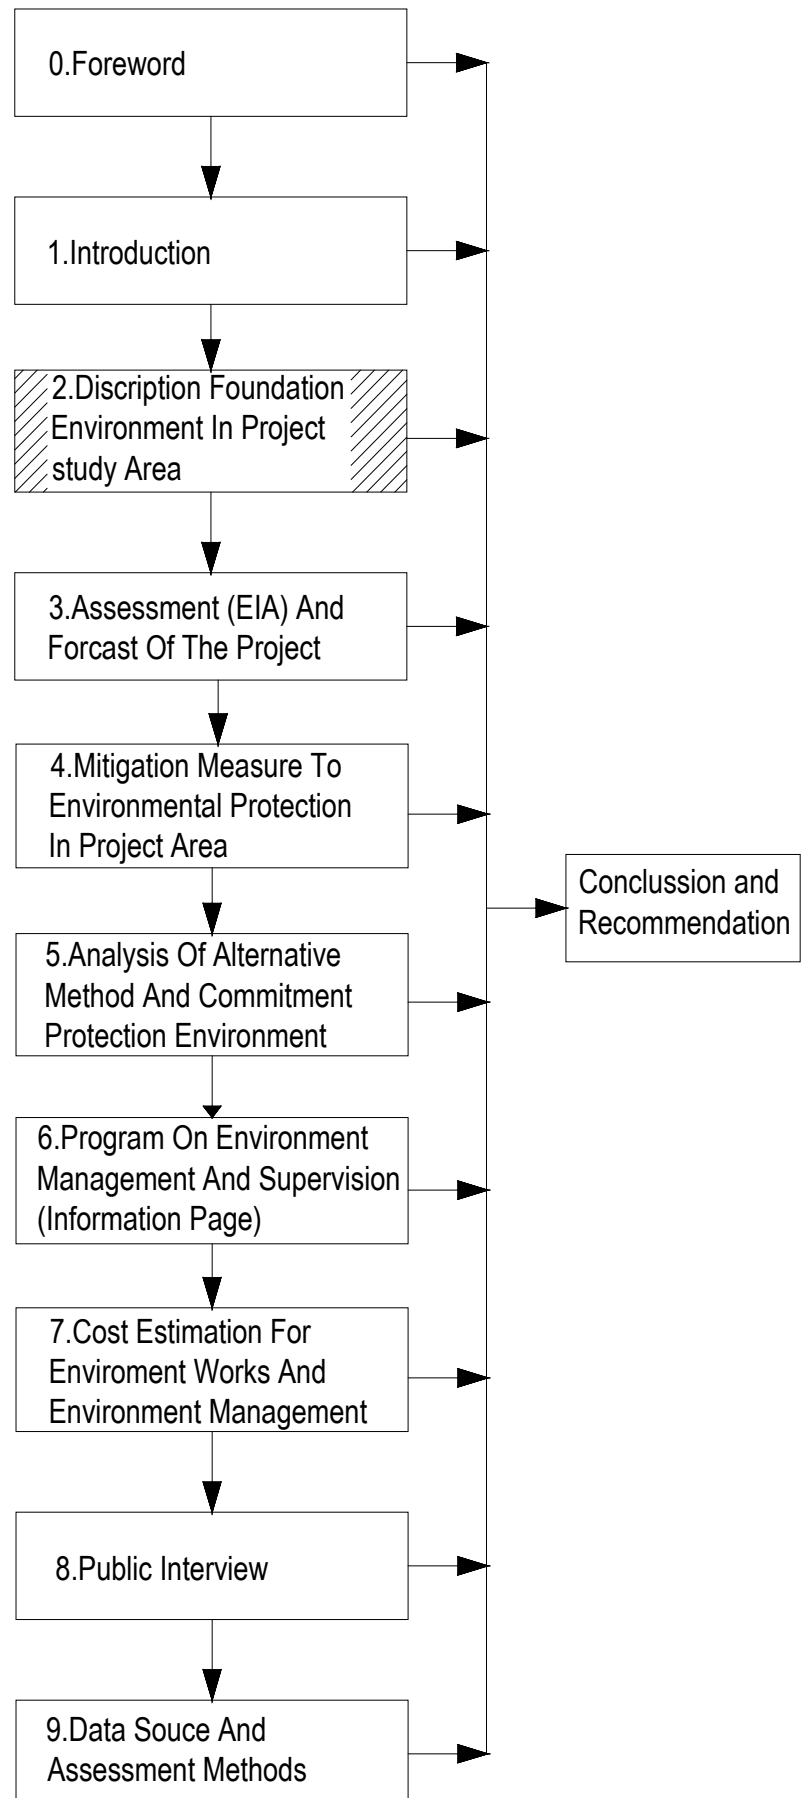 0.Foreword
1.Introduction
2.Discription Foundation
Environment In Project
study Area
3.Assessment (EIA) And
Forcast Of The Project
4.Mitigation Measure To
Environmental Protection
In Project Area
Conclussion and
Recommendation
5.Analysis Of Alternative
Method And Commitment
Protection Environment
6.Program On Environment
Management And Supervision
(Information Page)
7.Cost Estimation For
Enviroment Works And
Environment Management
8.Public Interview
9.Data Souce And
Assessment Methods